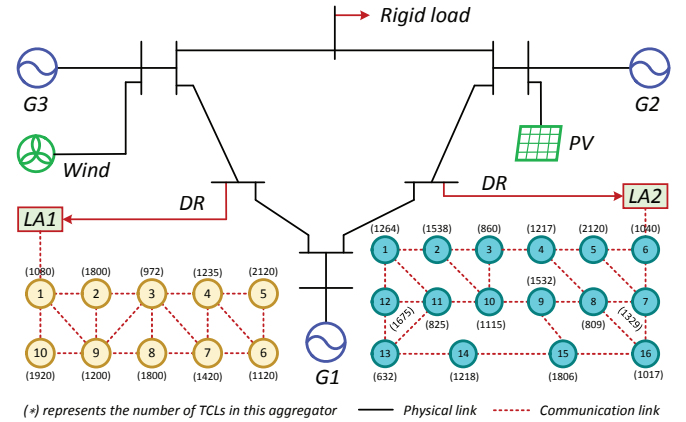 Rigid load
G3
G2
Wind
PV
DR
DR
LA1
LA2
(1080) (1800) (972) (1235) (2120)
1 2 3 4 5
10 9 8 7 6
(1920) (1200) (1800) (1420) (1120)
G1
(1264) (1538) (860) (1217) (2120) (1040)
1 2 3 4 5 6
(1532)
12 11 10 9 8 7
(1675) (825) (1115) (809) (1329)
13 14 15 16
(632) (1218) (1806) (1017)
(*) represents the number of TCLs in this aggregator Physical link Communication link